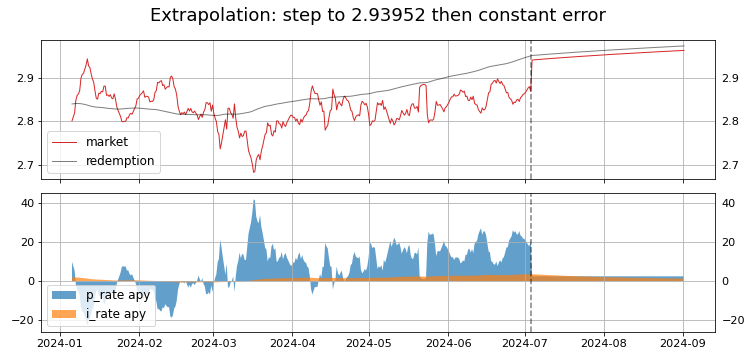 Extrapolation: step to 2.93952 then constant error
2.9 2.9
2.8 2.8
2.7 2.7
market
redemption
40 40
20 20
0 0
−20 −20
p_rate apy
i_rate apy
2024-01 2024-02 2024-03 2024-04 2024-05 2024-06 2024-07 2024-08 2024-09